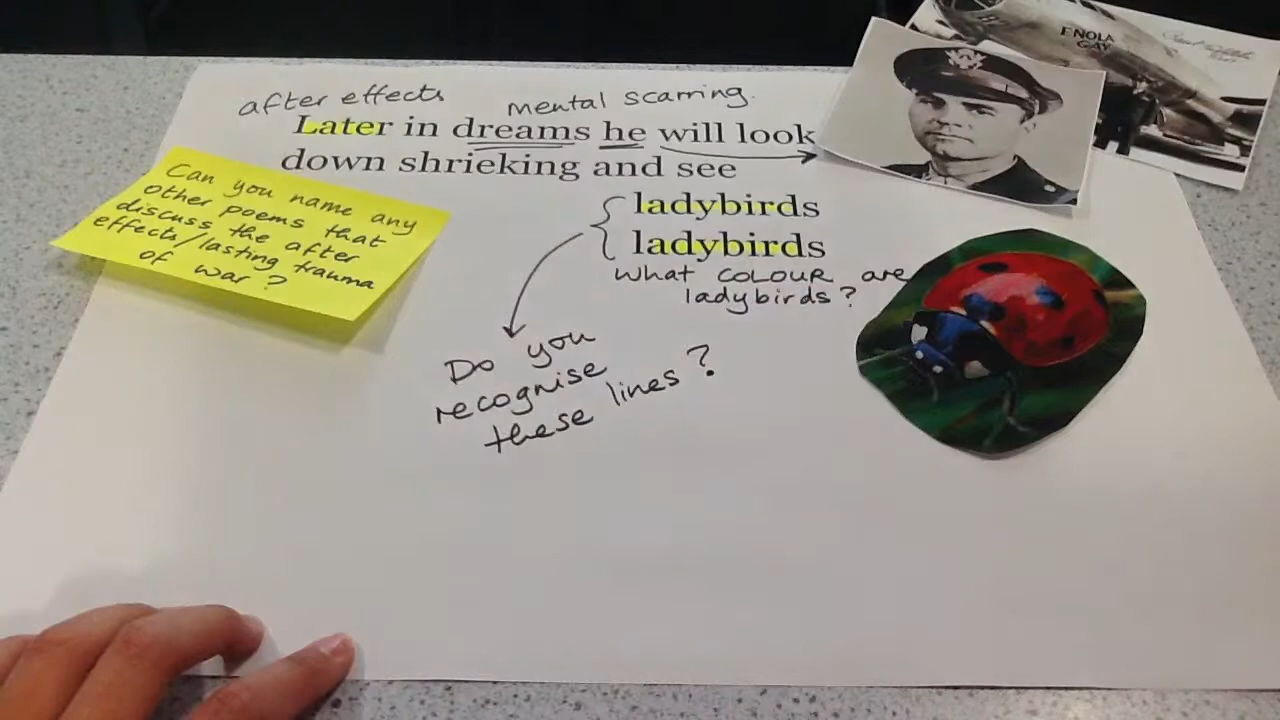 after effects
mental scarring.
Later in dreams he will look
down shrieking and see
ladybirds
ladybirds
What COLOUR are
ladybirds?
Do you
recognise
these lines?
Can you name any
other poems that
discuss the after
effects/lasting trauma
of war?
ENOLA
GAY